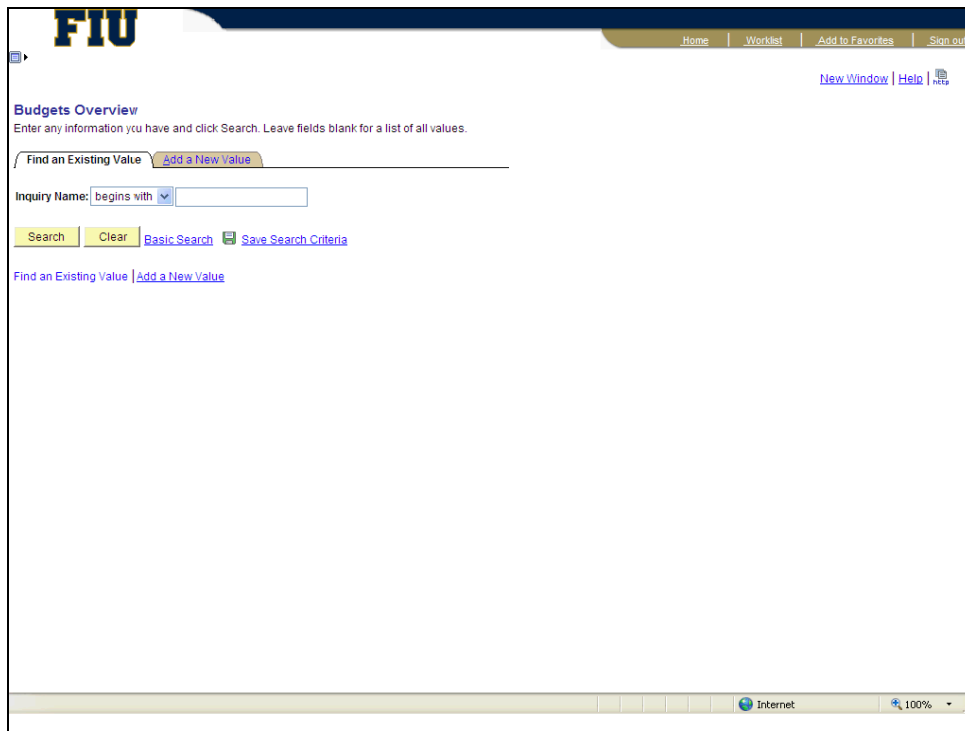 FIU
Home | Worklist | Add to Favorites | Sign out
New Window | Help | http
Budgets Overview
Enter any information you have and click Search. Leave fields blank for a list of all values.
Find an Existing Value Add a New Value
Inquiry Name: begins with
Search Clear Basic Search Save Search Criteria
Find an Existing Value | Add a New Value
Internet 100%